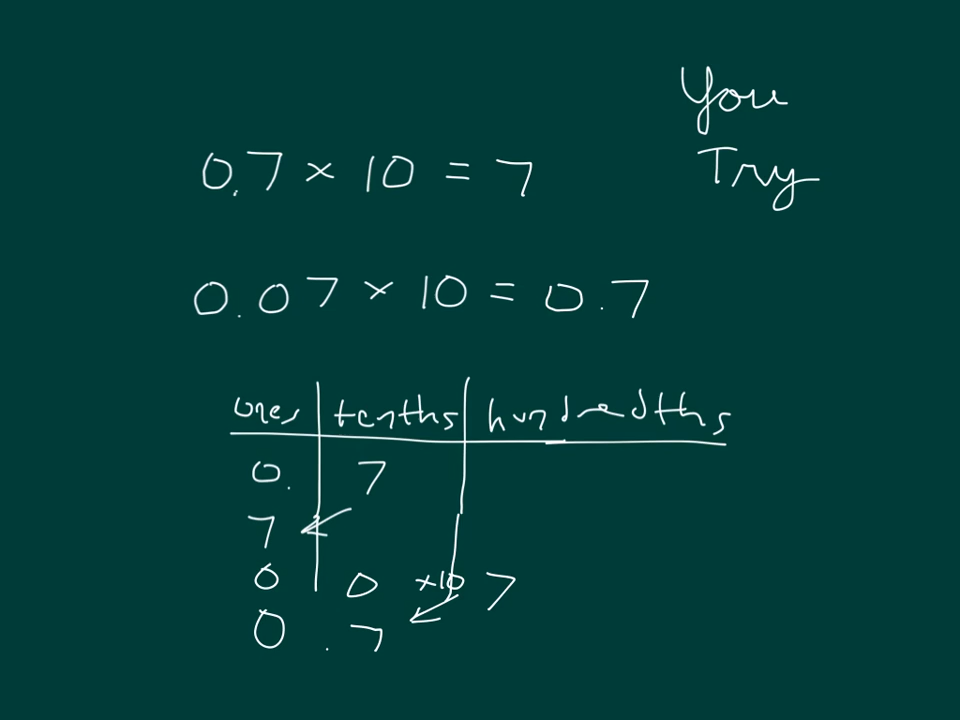 You
Try
0.7 × 10 = 7
0.07 × 10 = 0.7
ones tenths hundredths
0. 7
7
0 0 ×10 7
0 . 7